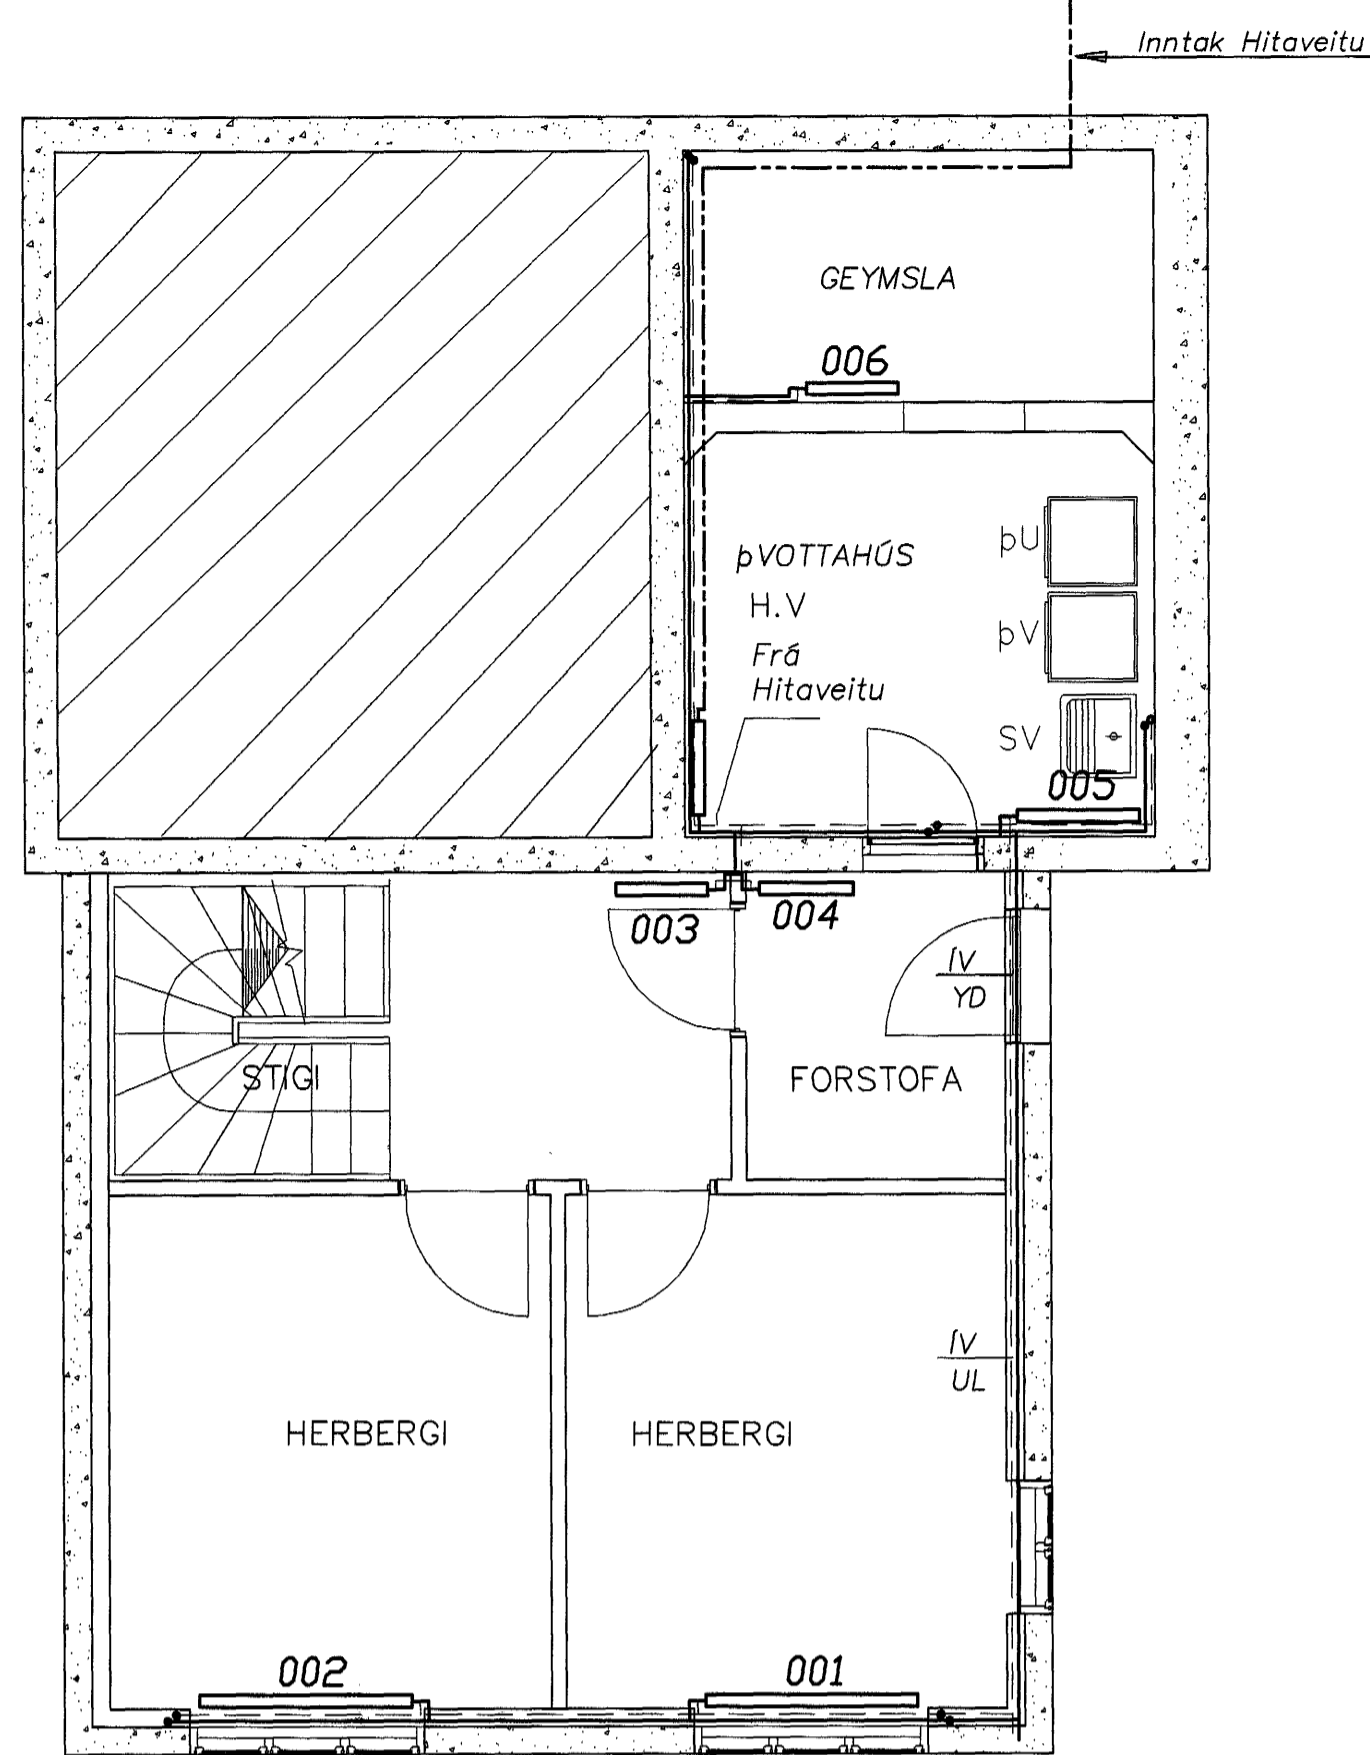 Inntak Hitaveitu
GEYMSLA
006
þVOTTAHÚS
H.V
Frá
Hitaveitu
þU
þV
SV
005
003
004
ÍV
YD
STIGI
FORSTOFA
ÍV
UL
HERBERGI
HERBERGI
002
001